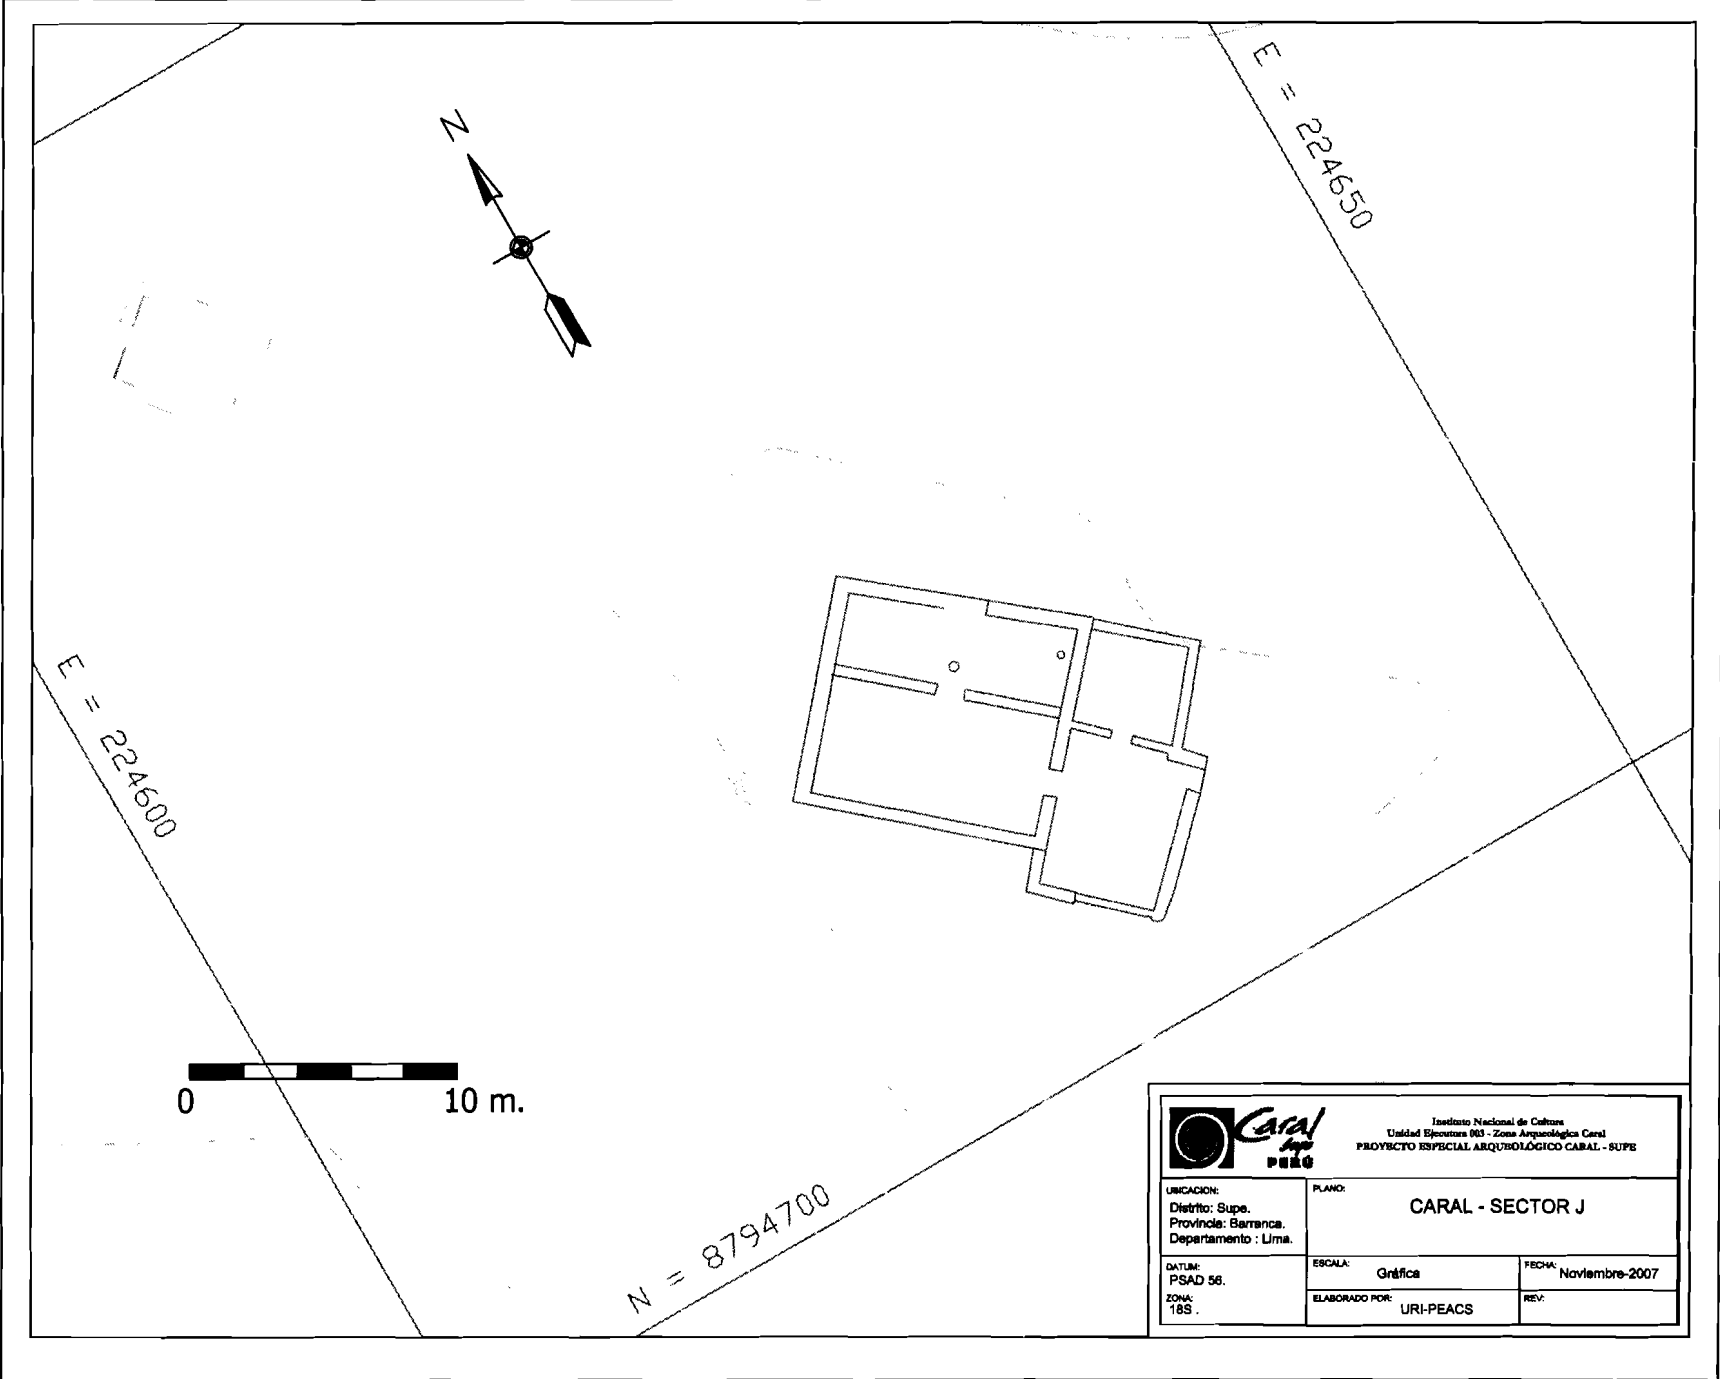 N
E = 224650
E = 224600
0 10 m.
N = 8794700
Caral
Supe
PERÚ
Instituto Nacional de Cultura
Unidad Ejecutora 003 - Zona Arqueológica Caral
PROYECTO ESPECIAL ARQUEOLÓGICO CARAL - SUPE
UBICACION:
Distrito: Supe.
Provincia: Barranca.
Departamento : Lima.
PLANO:
CARAL - SECTOR J
DATUM:
PSAD 56.
ESCALA:
Gráfica
FECHA:
Noviembre-2007
ZONA:
18S .
ELABORADO POR:
URI-PEACS
REV: